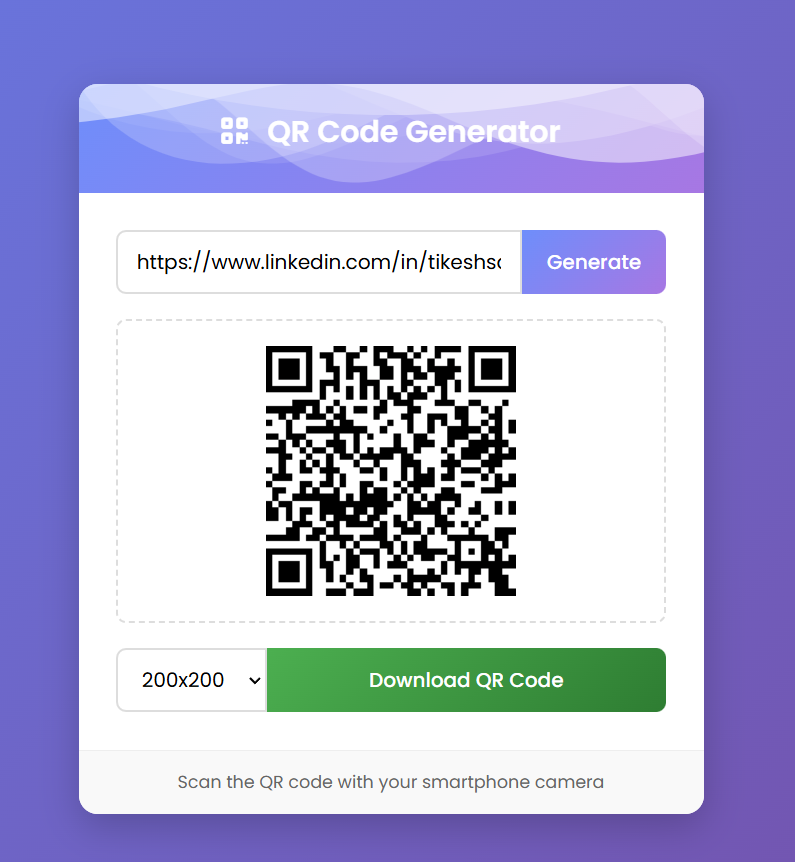 QR Code Generator
https://www.linkedin.com/in/tikeshs
Generate
200x200
Download QR Code
Scan the QR code with your smartphone camera